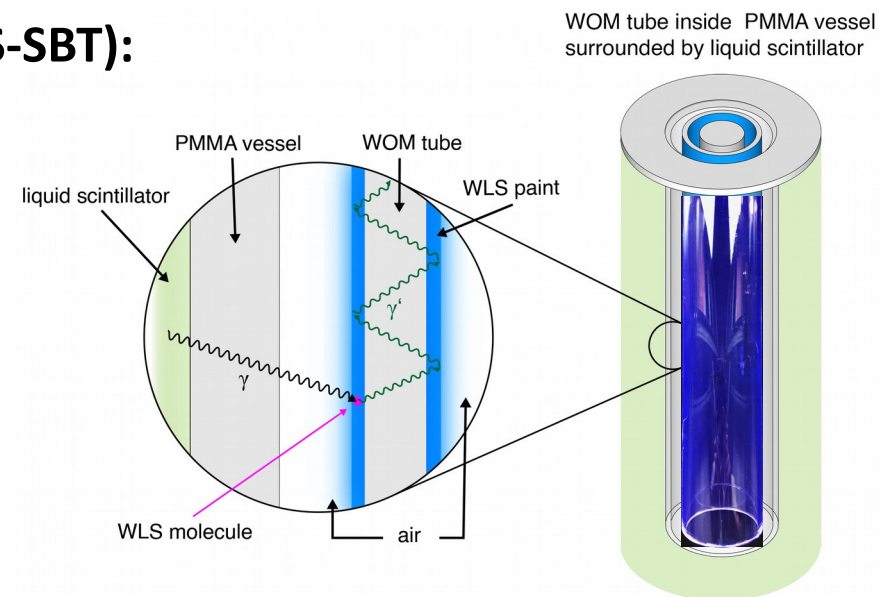 S-SBT):
WOM tube inside PMMA vessel
surrounded by liquid scintillator
PMMA vessel
WOM tube
liquid scintillator
WLS paint
γ
γ‘
WLS molecule
air